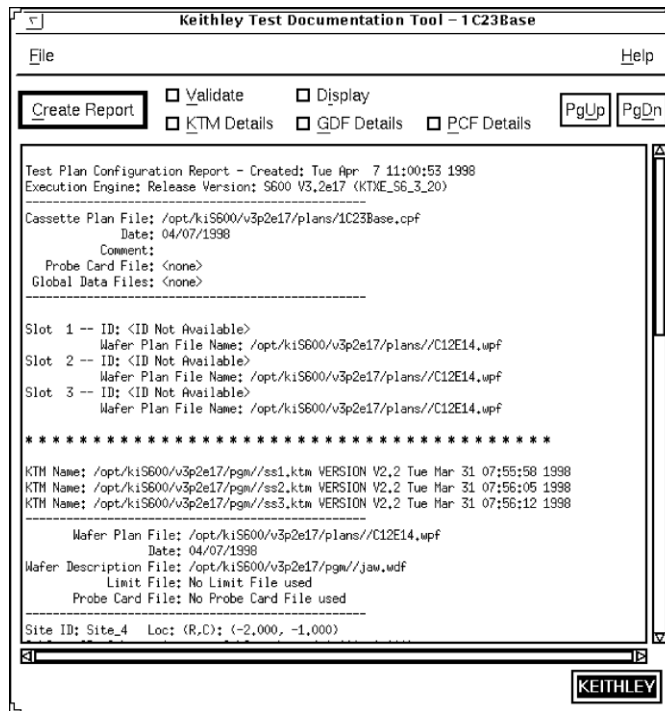 Keithley Test Documentation Tool – 1C23Base
File Help
Create Report
Validate Display
KTM Details GDF Details PCF Details
PgUp PgDn
Test Plan Configuration Report - Created: Tue Apr 7 11:00:53 1998
Execution Engine: Release Version: S600 V3.2e17 (KTXE_S6_3_20)
--------------------------------------------------
Cassette Plan File: /opt/kiS600/v3p2e17/plans/1C23Base.cpf
Date: 04/07/1998
Comment:
Probe Card File: <none>
Global Data Files: <none>
--------------------------------------------------
Slot 1 -- ID: <ID Not Available>
Wafer Plan File Name: /opt/kiS600/v3p2e17/plans//C12E14.wpf
Slot 2 -- ID: <ID Not Available>
Wafer Plan File Name: /opt/kiS600/v3p2e17/plans//C12E14.wpf
Slot 3 -- ID: <ID Not Available>
Wafer Plan File Name: /opt/kiS600/v3p2e17/plans//C12E14.wpf
* * * * * * * * * * * * * * * * * * * * * * * * * * * * * * * * * * * * * * *
KTM Name: /opt/kiS600/v3p2e17/pgm//ss1.ktm VERSION V2.2 Tue Mar 31 07:55:58 1998
KTM Name: /opt/kiS600/v3p2e17/pgm//ss2.ktm VERSION V2.2 Tue Mar 31 07:56:05 1998
KTM Name: /opt/kiS600/v3p2e17/pgm//ss3.ktm VERSION V2.2 Tue Mar 31 07:56:12 1998
--------------------------------------------------
Wafer Plan File: /opt/kiS600/v3p2e17/plans//C12E14.wpf
Date: 04/07/1998
Wafer Description File: /opt/kiS600/v3p2e17/pgm//jaw.wdf
Limit File: No Limit File used
Probe Card File: No Probe Card File used
--------------------------------------------------
Site ID: Site_4 Loc: (R,C): (-2.000, -1.000)
KEITHLEY